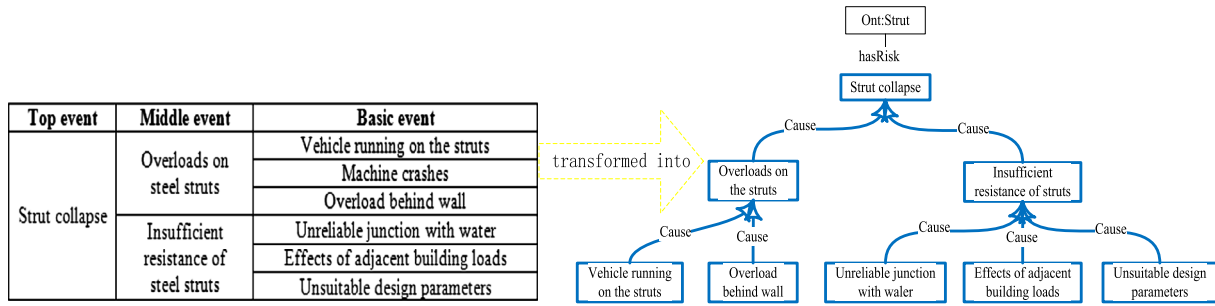 Top event Middle event Basic event
Strut collapse
Overloads on
steel struts
Vehicle running on the struts
Machine crashes
Overload behind wall
Insufficient
resistance of
steel struts
Unreliable junction with water
Effects of adjacent building loads
Unsuitable design parameters
transformed into
Ont:Strut
hasRisk
Strut collapse
Cause Cause
Overloads on
the struts
Insufficient
resistance of struts
Cause Cause Cause Cause Cause
Vehicle running
on the struts
Overload
behind wall
Unreliable junction
with waler
Effects of adjacent
building loads
Unsuitable design
parameters